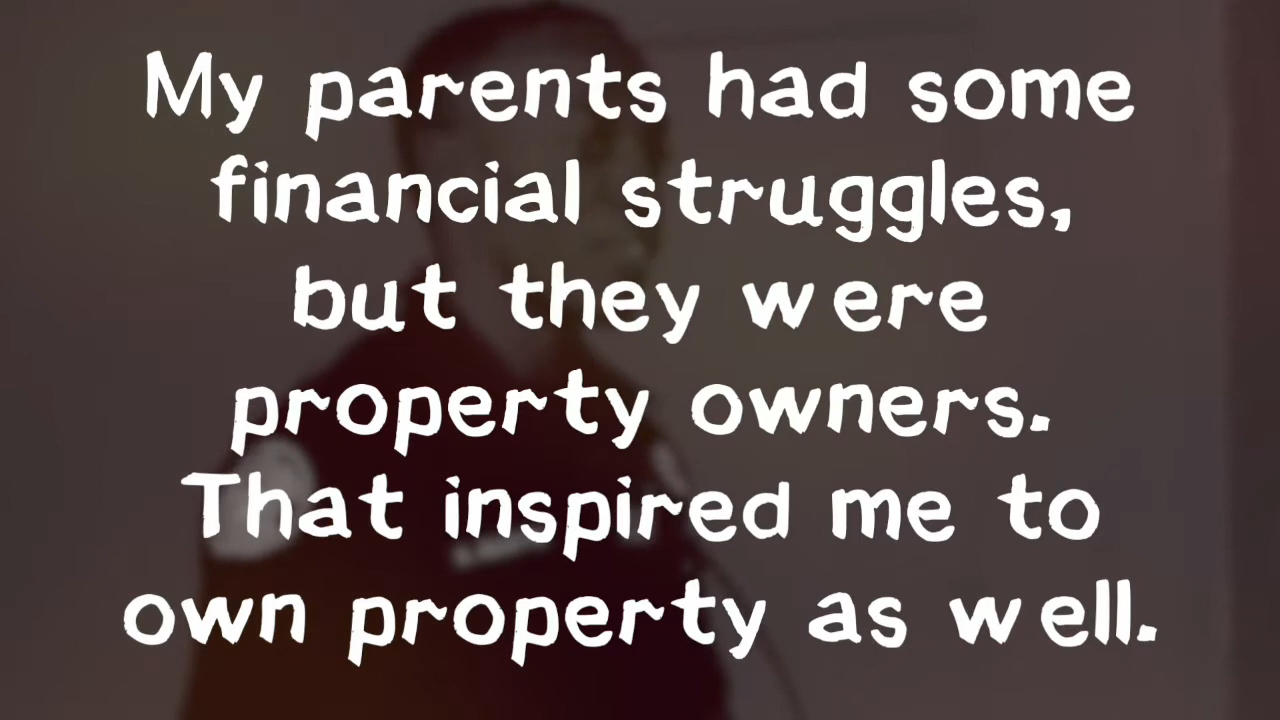 My parents had some
financial struggles,
but they were
property owners.
That inspired me to
own property as well.